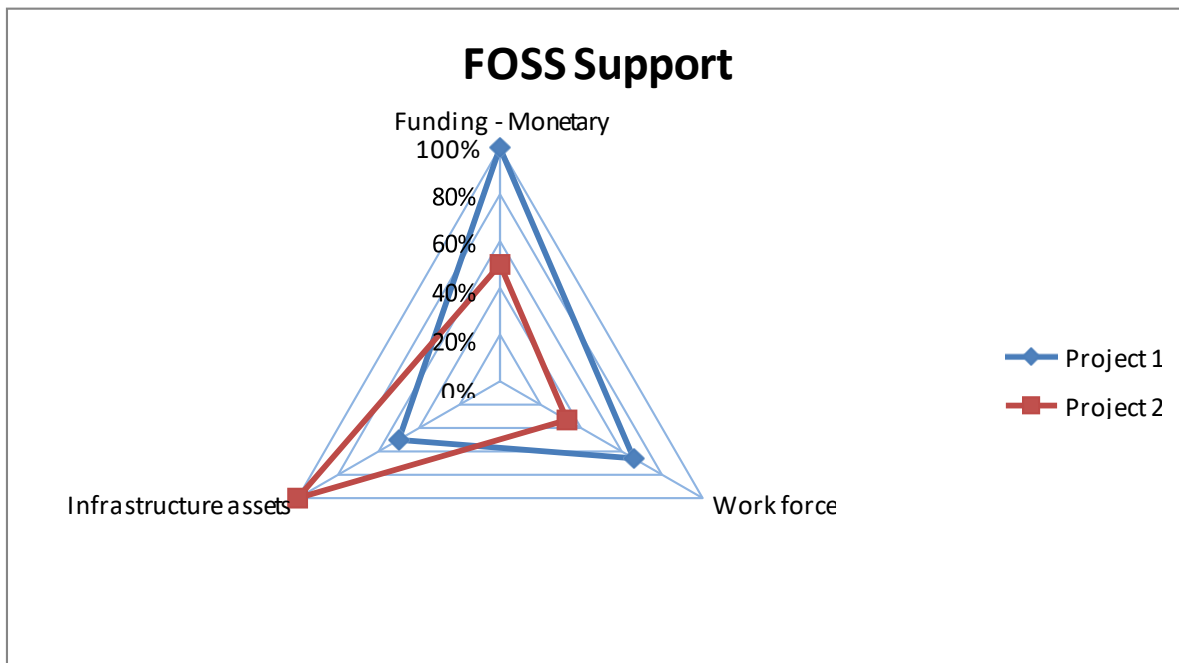 FOSS Support
Funding - Monetary
100%
80%
60%
40%
20%
0%
Infrastructure assets
Work force
Project 1
Project 2